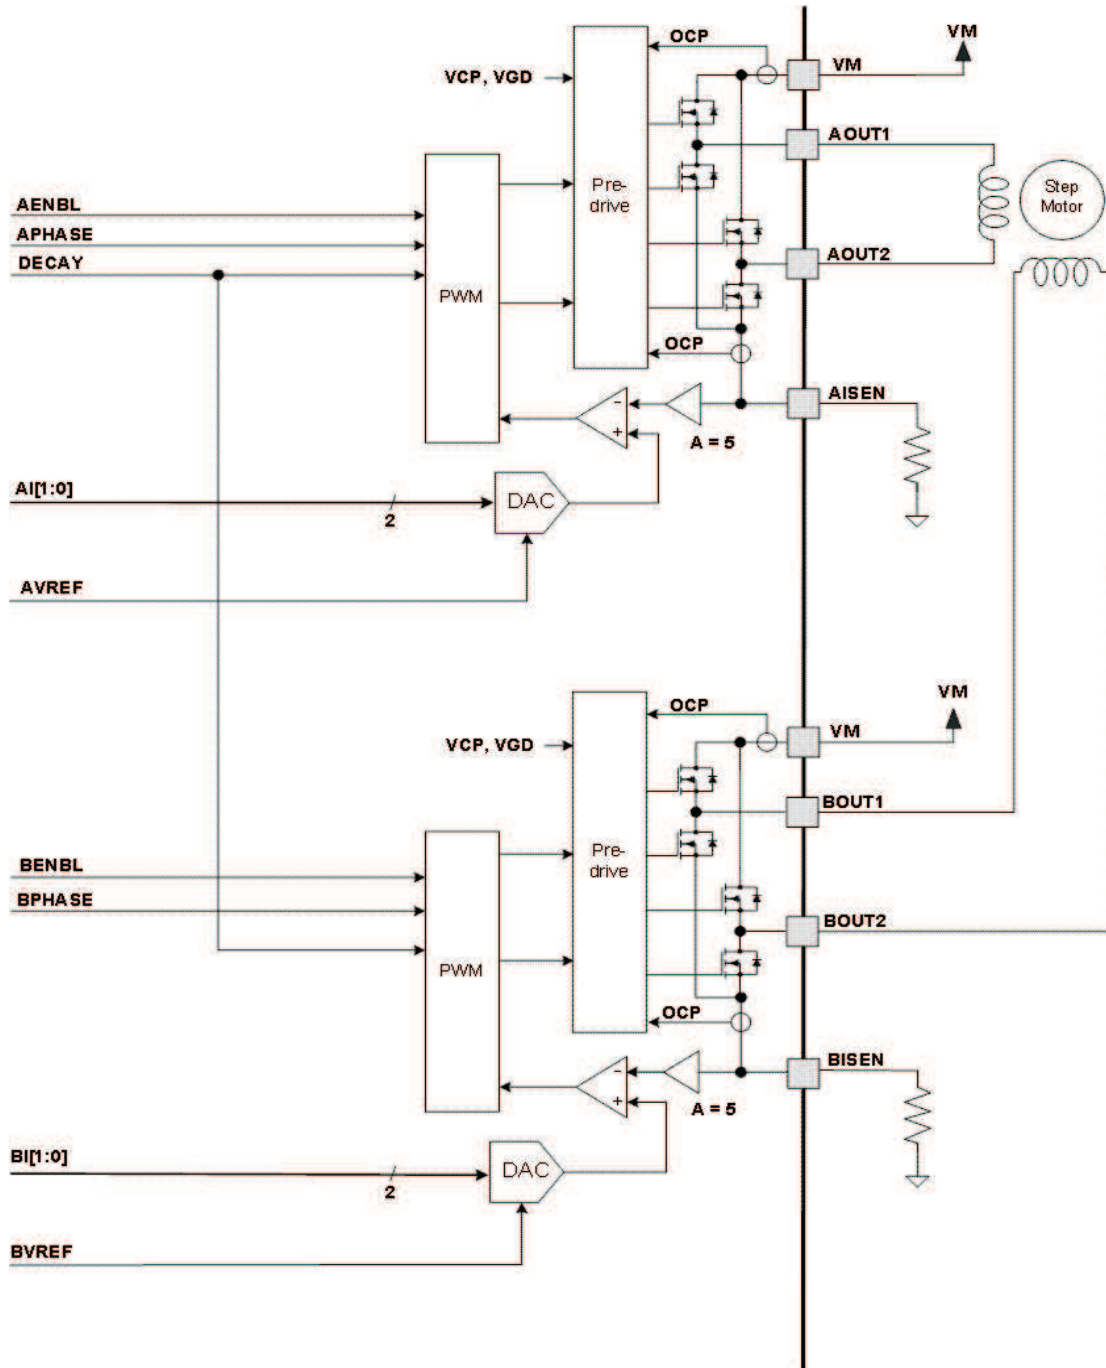 OCP
VM
VM
VCP, VGD
AOUT1
Pre-
drive
Step
Motor
AENBL
APHASE
DECAY
AOUT2
PWM
OCP
AISEN
-
+
A = 5
AI[1:0]
2
DAC
AVREF
OCP
VM
VM
VCP, VGD
BOUT1
Pre-
drive
BENBL
BPHASE
BOUT2
PWM
OCP
BISEN
-
+
A = 5
BI[1:0]
2
DAC
BVREF